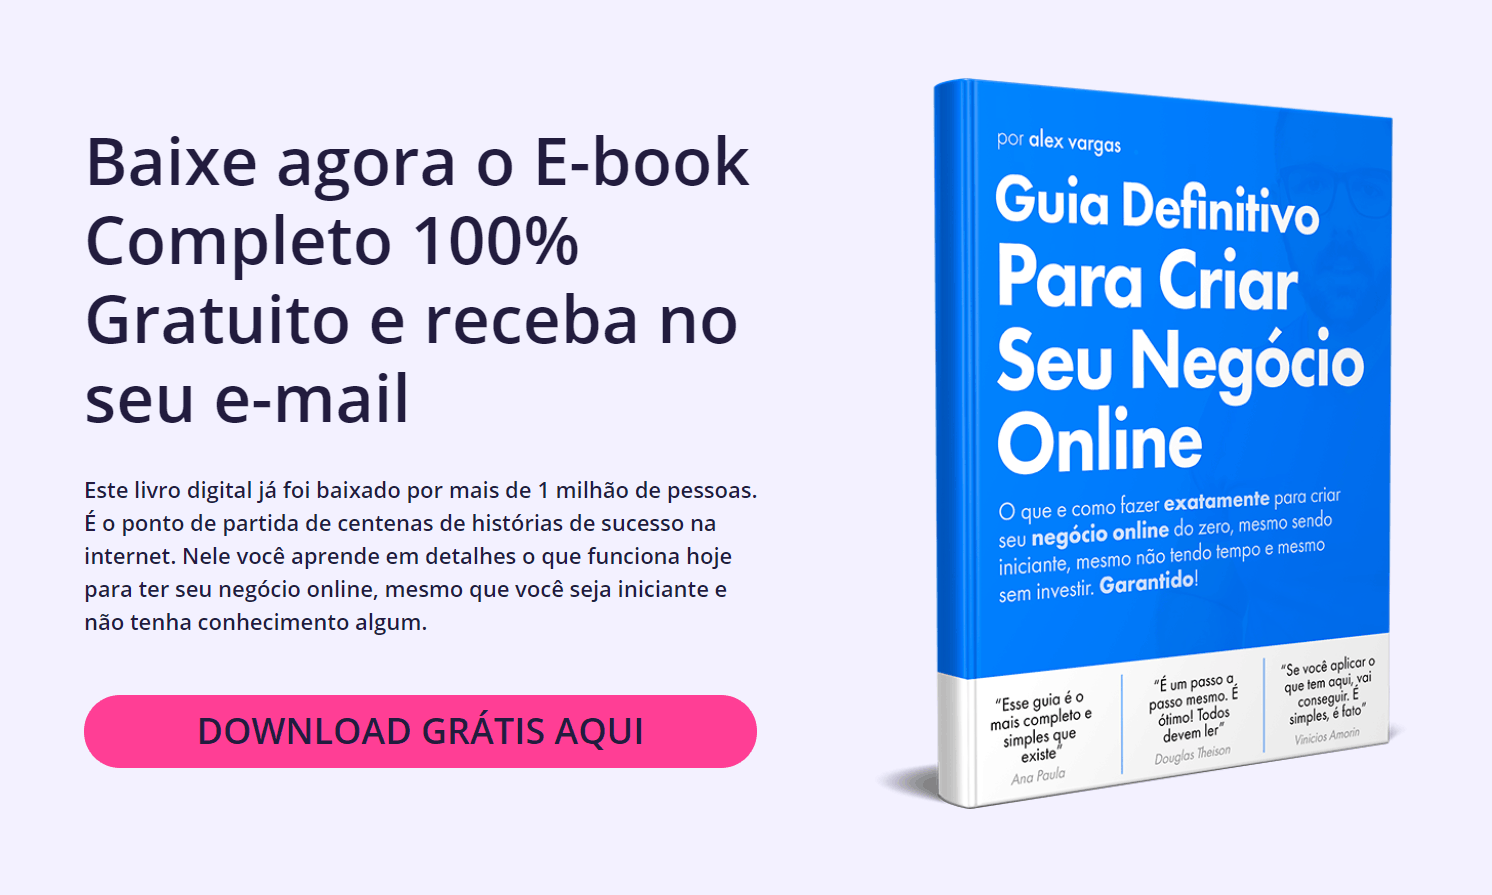 Baixe agora o E-book
Completo 100%
Gratuito e receba no
seu e-mail
Este livro digital já foi baixado por mais de 1 milhão de pessoas.
É o ponto de partida de centenas de histórias de sucesso na
internet. Nele você aprende em detalhes o que funciona hoje
para ter seu negócio online, mesmo que você seja iniciante e
não tenha conhecimento algum.
DOWNLOAD GRÁTIS AQUI
por alex vargas
Guia Definitivo
Para Criar
Seu Negócio
Online
O que e como fazer exatamente para criar
seu negócio online do zero, mesmo sendo
iniciante, mesmo não tendo tempo e mesmo
sem investir. Garantido!
“Esse guia é o
mais completo e
simples que
existe”
Ana Paula
“É um passo a
passo mesmo. É
ótimo! Todos
devem ler”
Douglas Theison
“Se você aplicar o
que tem aqui, vai
conseguir. É
simples, é fato”
Vinicios Amorin